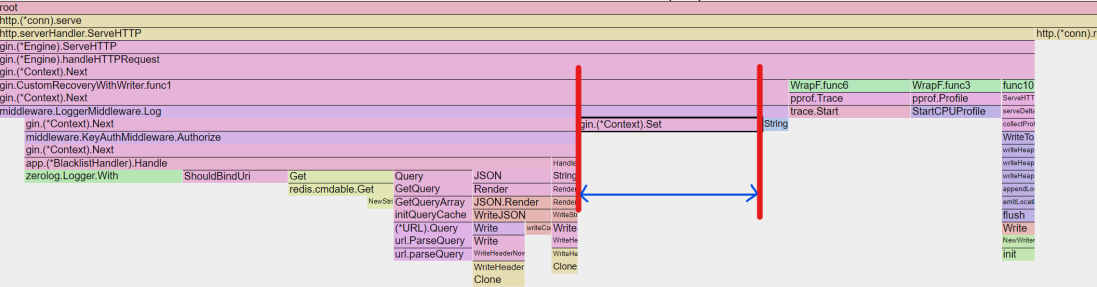 root
http.(*conn).serve
http.serverHandler.ServeHTTP http.(*conn).r
gin.(*Engine).ServeHTTP
gin.(*Engine).handleHTTPRequest
gin.(*Context).Next
gin.CustomRecoveryWithWriter.func1 WrapF.func6 WrapF.func3 func10
gin.(*Context).Next pprof.Trace pprof.Profile ServeHTT
middleware.LoggerMiddleware.Log trace.Start StartCPUProfile serveDelta
gin.(*Context).Next gin.(*Context).Set String collectProf
middleware.KeyAuthMiddleware.Authorize WriteTo
gin.(*Context).Next writeHeap
app.(*BlacklistHandler).Handle Handle writeHeap
zerolog.Logger.With ShouldBindUri Get Query JSON String writeHeap
redis.cmdable.Get GetQuery Render Render appendLo
NewStri GetQueryArray JSON.Render Render emitLocati
initQueryCache WriteJSON WriteStr flush
(*URL).Query Write writeCo Write Write
url.ParseQuery Write WriteHe NewWriter
url.parseQuery WriteHeaderNow WriteHe init
WriteHeader Clone
Clone